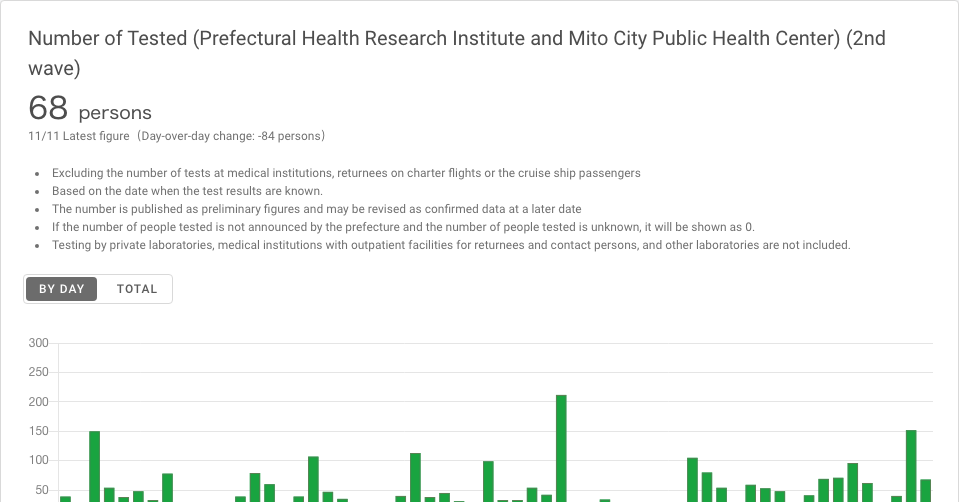 Number of Tested (Prefectural Health Research Institute and Mito City Public Health Center) (2nd
wave)
68 persons
11/11 Latest figure（Day-over-day change: -84 persons）
• Excluding the number of tests at medical institutions, returnees on charter flights or the cruise ship passengers
• Based on the date when the test results are known.
• The number is published as preliminary figures and may be revised as confirmed data at a later date
• If the number of people tested is not announced by the prefecture and the number of people tested is unknown, it will be shown as 0.
• Testing by private laboratories, medical institutions with outpatient facilities for returnees and contact persons, and other laboratories are not included.
BY DAY TOTAL
300
250
200
150
100
50